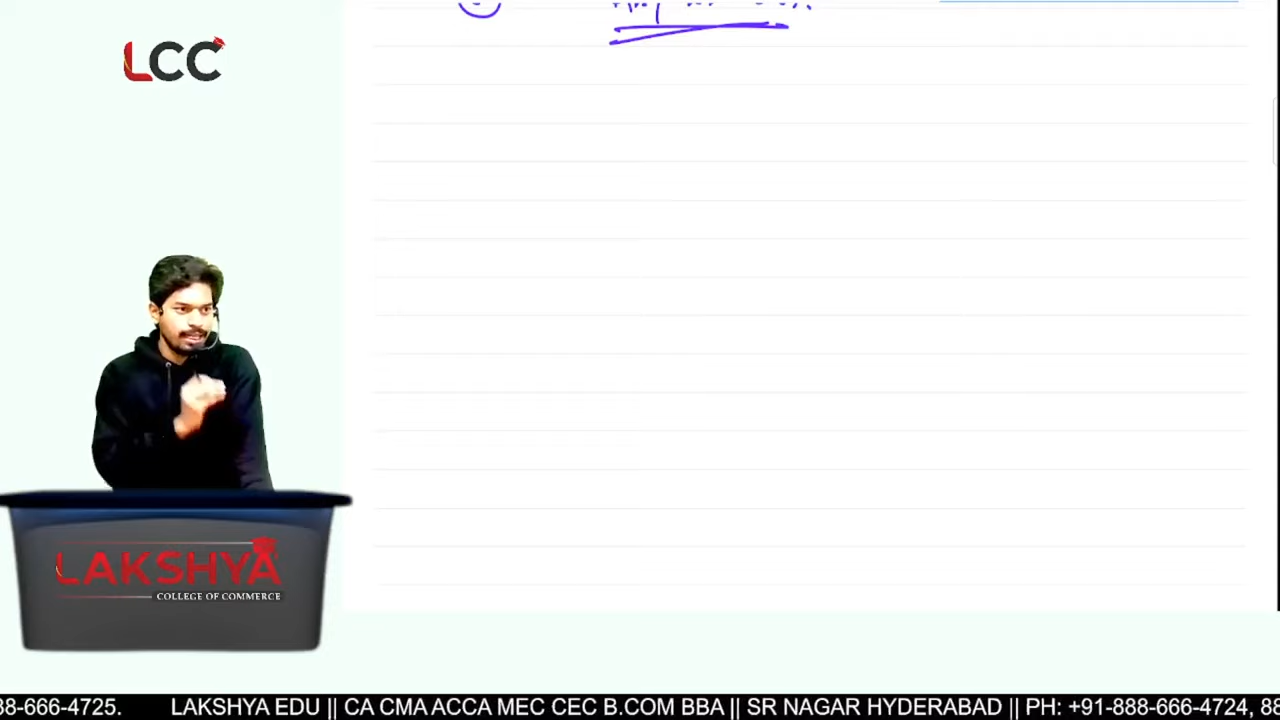 LCC
LAKSHYA
COLLEGE OF COMMERCE
38-666-4725. LAKSHYA EDU || CA CMA ACCA MEC CEC B.COM BBA || SR NAGAR HYDERABAD || PH: +91-888-666-4724, 88